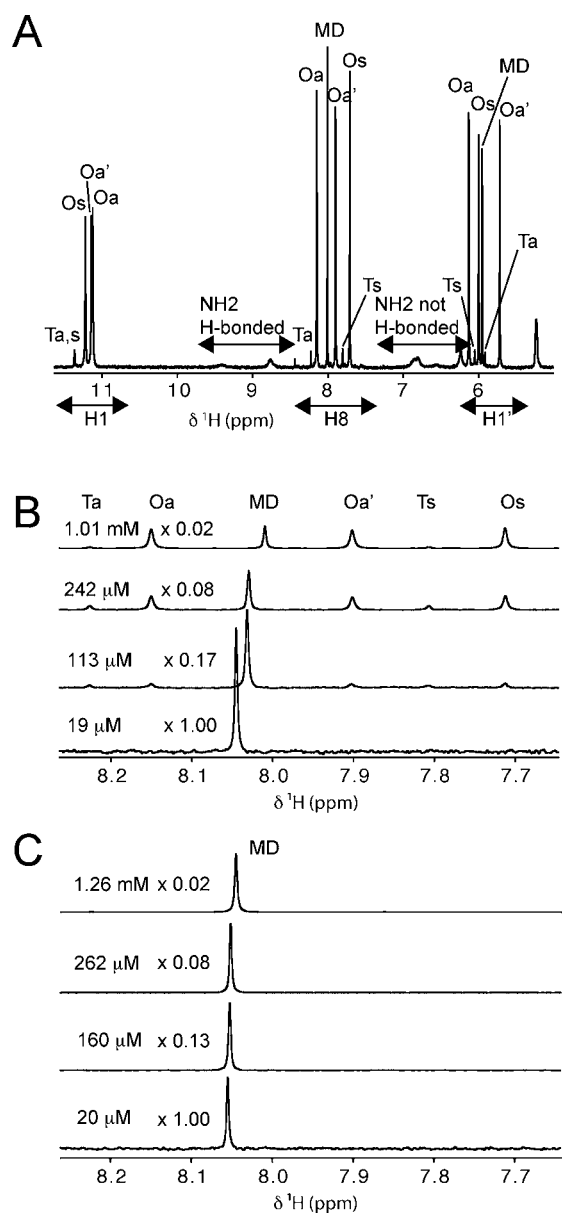 A
MD
Oa
Oa'
Os
Oa
Os
MD
Oa'
Oa'
Os
Oa
Ts
Ts
Ta
NH2
H-bonded
Ta
NH2 not
H-bonded
Ta,s
11 10 9 8 7 6
H1
δ ¹H (ppm)
H8
H1'
B
Ta Oa MD Oa' Ts Os
1.01 mM x 0.02
242 μM x 0.08
113 μM x 0.17
19 μM x 1.00
8.2 8.1 8.0 7.9 7.8 7.7
δ ¹H (ppm)
C
MD
1.26 mM x 0.02
262 μM x 0.08
160 μM x 0.13
20 μM x 1.00
8.2 8.1 8.0 7.9 7.8 7.7
δ ¹H (ppm)